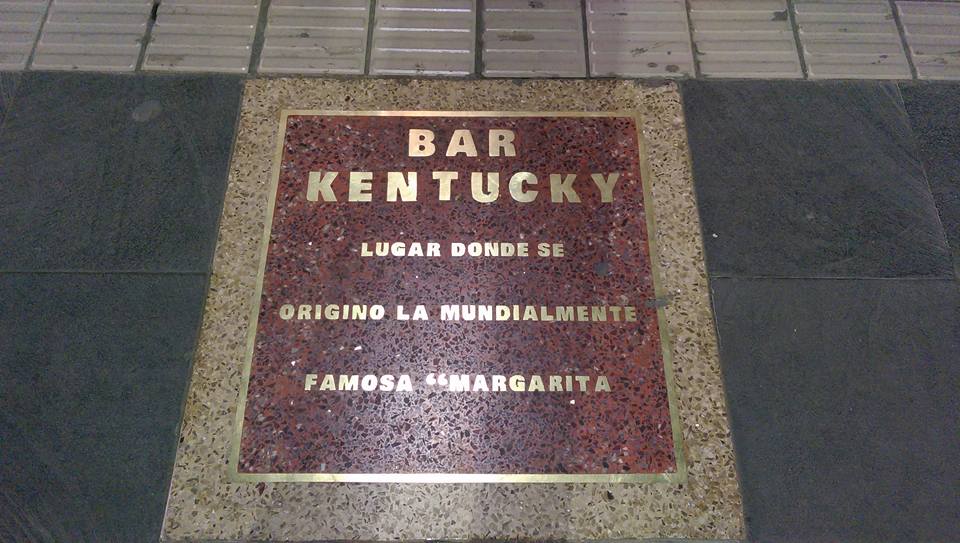 BAR
KENTUCKY
LUGAR DONDE SE
ORIGINO LA MUNDIALMENTE
FAMOSA “MARGARITA